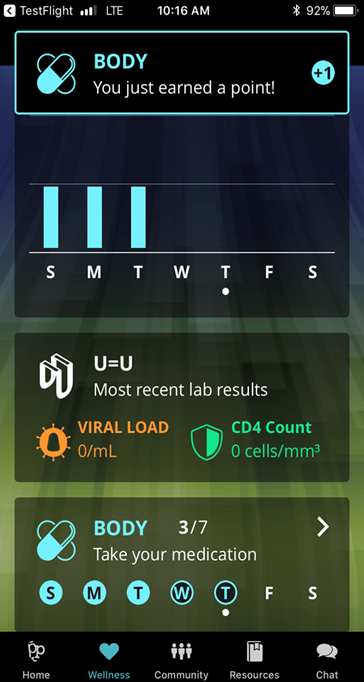 TestFlight LTE 10:16 AM 92%
BODY
You just earned a point!
+1
S M T W T F S
U=U
Most recent lab results
VIRAL LOAD
0/mL
CD4 Count
0 cells/mm³
BODY 3/7
Take your medication
S M T W T F S
Home Wellness Community Resources Chat